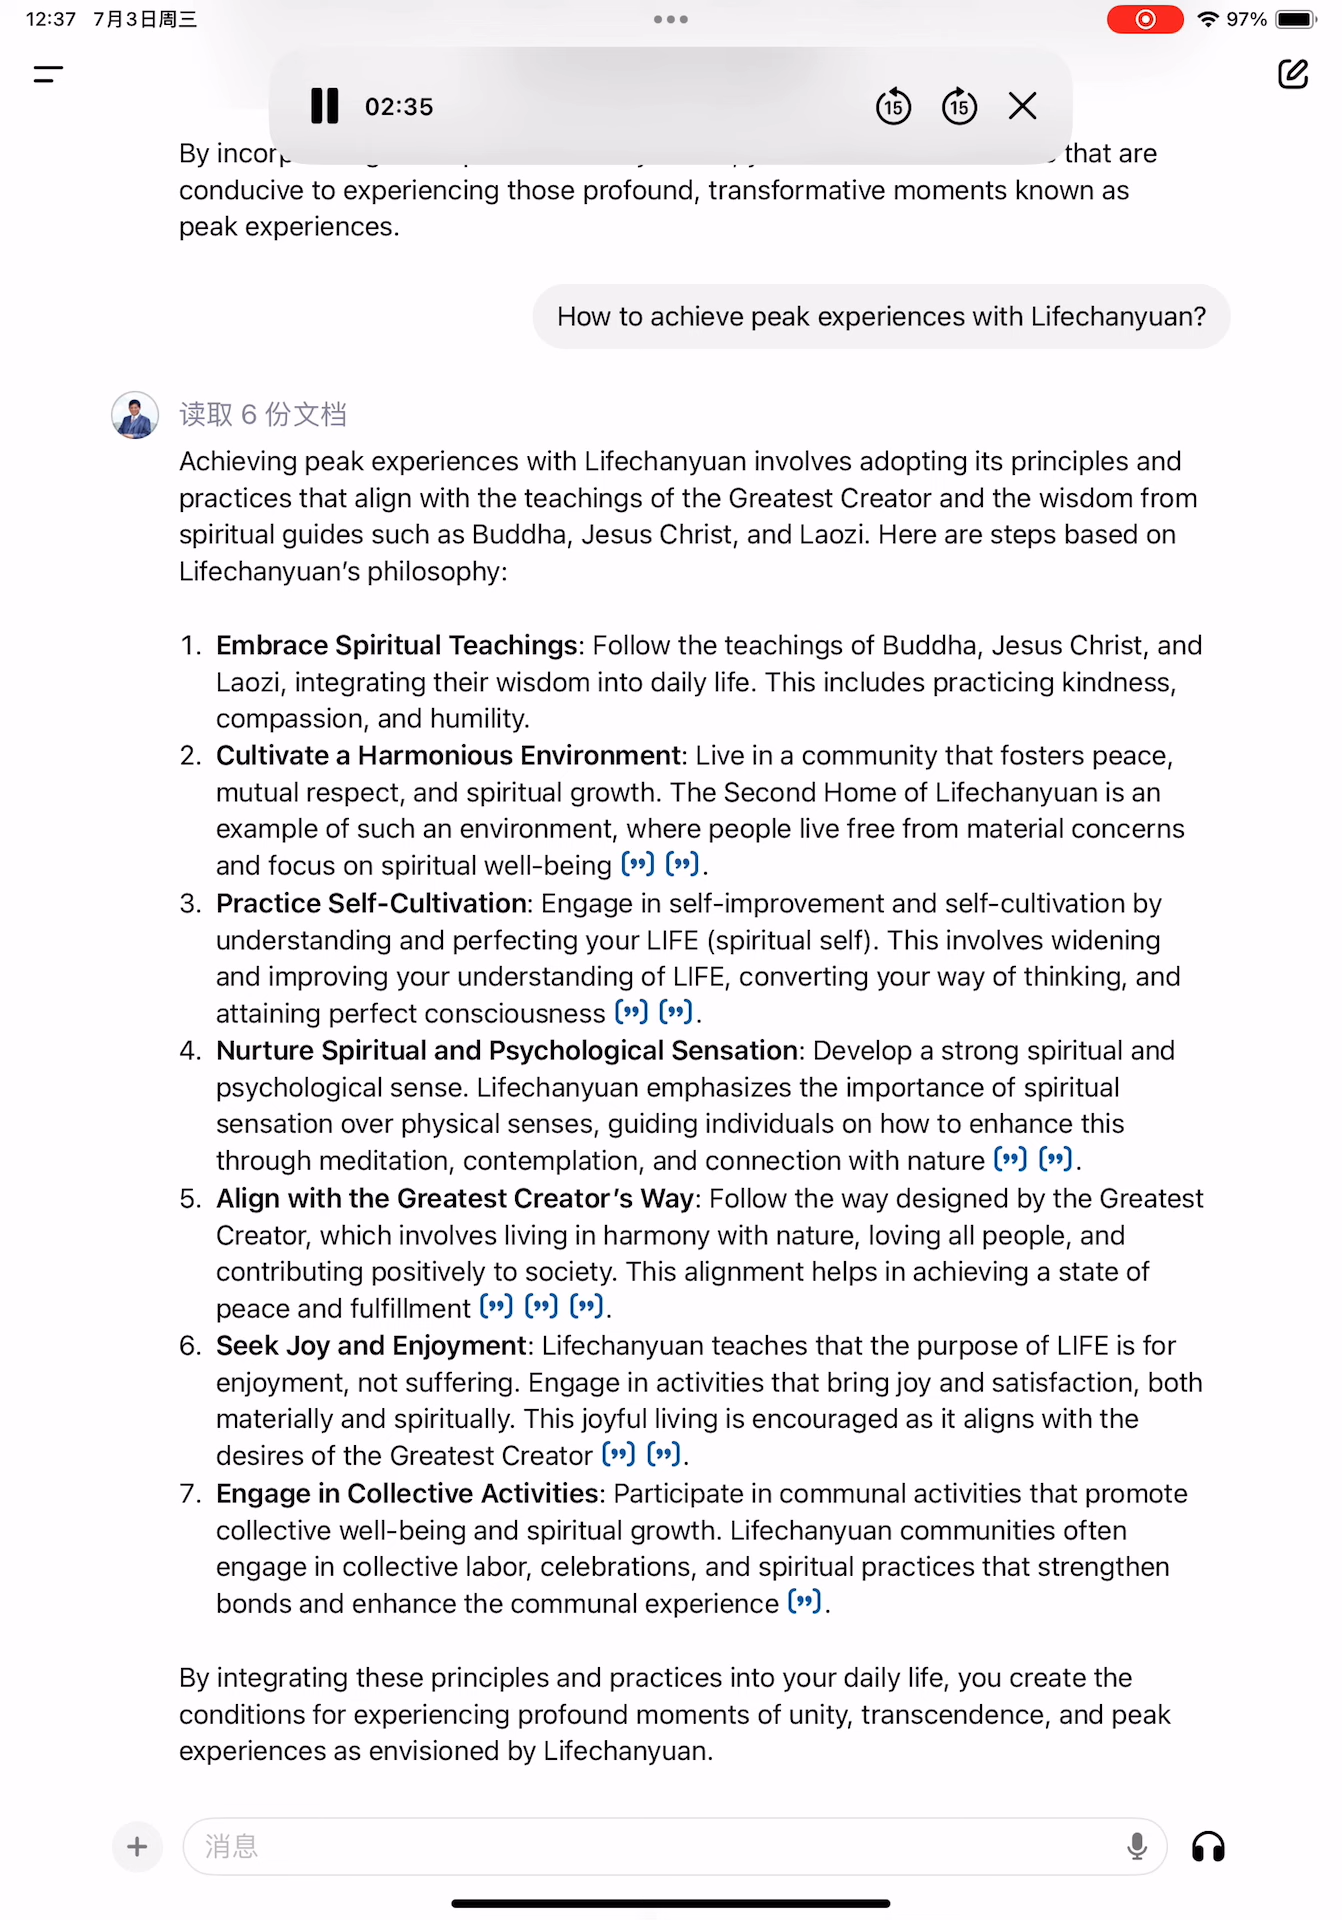 12:37 7月3日周三
97%
02:35
15 15
By incor that are
conducive to experiencing those profound, transformative moments known as
peak experiences.
How to achieve peak experiences with Lifechanyuan?
读取 6 份文档
Achieving peak experiences with Lifechanyuan involves adopting its principles and
practices that align with the teachings of the Greatest Creator and the wisdom from
spiritual guides such as Buddha, Jesus Christ, and Laozi. Here are steps based on
Lifechanyuan’s philosophy:
1. Embrace Spiritual Teachings: Follow the teachings of Buddha, Jesus Christ, and
Laozi, integrating their wisdom into daily life. This includes practicing kindness,
compassion, and humility.
2. Cultivate a Harmonious Environment: Live in a community that fosters peace,
mutual respect, and spiritual growth. The Second Home of Lifechanyuan is an
example of such an environment, where people live free from material concerns
and focus on spiritual well-being [”] [”].
3. Practice Self-Cultivation: Engage in self-improvement and self-cultivation by
understanding and perfecting your LIFE (spiritual self). This involves widening
and improving your understanding of LIFE, converting your way of thinking, and
attaining perfect consciousness [”] [”].
4. Nurture Spiritual and Psychological Sensation: Develop a strong spiritual and
psychological sense. Lifechanyuan emphasizes the importance of spiritual
sensation over physical senses, guiding individuals on how to enhance this
through meditation, contemplation, and connection with nature [”] [”].
5. Align with the Greatest Creator’s Way: Follow the way designed by the Greatest
Creator, which involves living in harmony with nature, loving all people, and
contributing positively to society. This alignment helps in achieving a state of
peace and fulfillment [”] [”] [”].
6. Seek Joy and Enjoyment: Lifechanyuan teaches that the purpose of LIFE is for
enjoyment, not suffering. Engage in activities that bring joy and satisfaction, both
materially and spiritually. This joyful living is encouraged as it aligns with the
desires of the Greatest Creator [”] [”].
7. Engage in Collective Activities: Participate in communal activities that promote
collective well-being and spiritual growth. Lifechanyuan communities often
engage in collective labor, celebrations, and spiritual practices that strengthen
bonds and enhance the communal experience [”].
By integrating these principles and practices into your daily life, you create the
conditions for experiencing profound moments of unity, transcendence, and peak
experiences as envisioned by Lifechanyuan.
消息